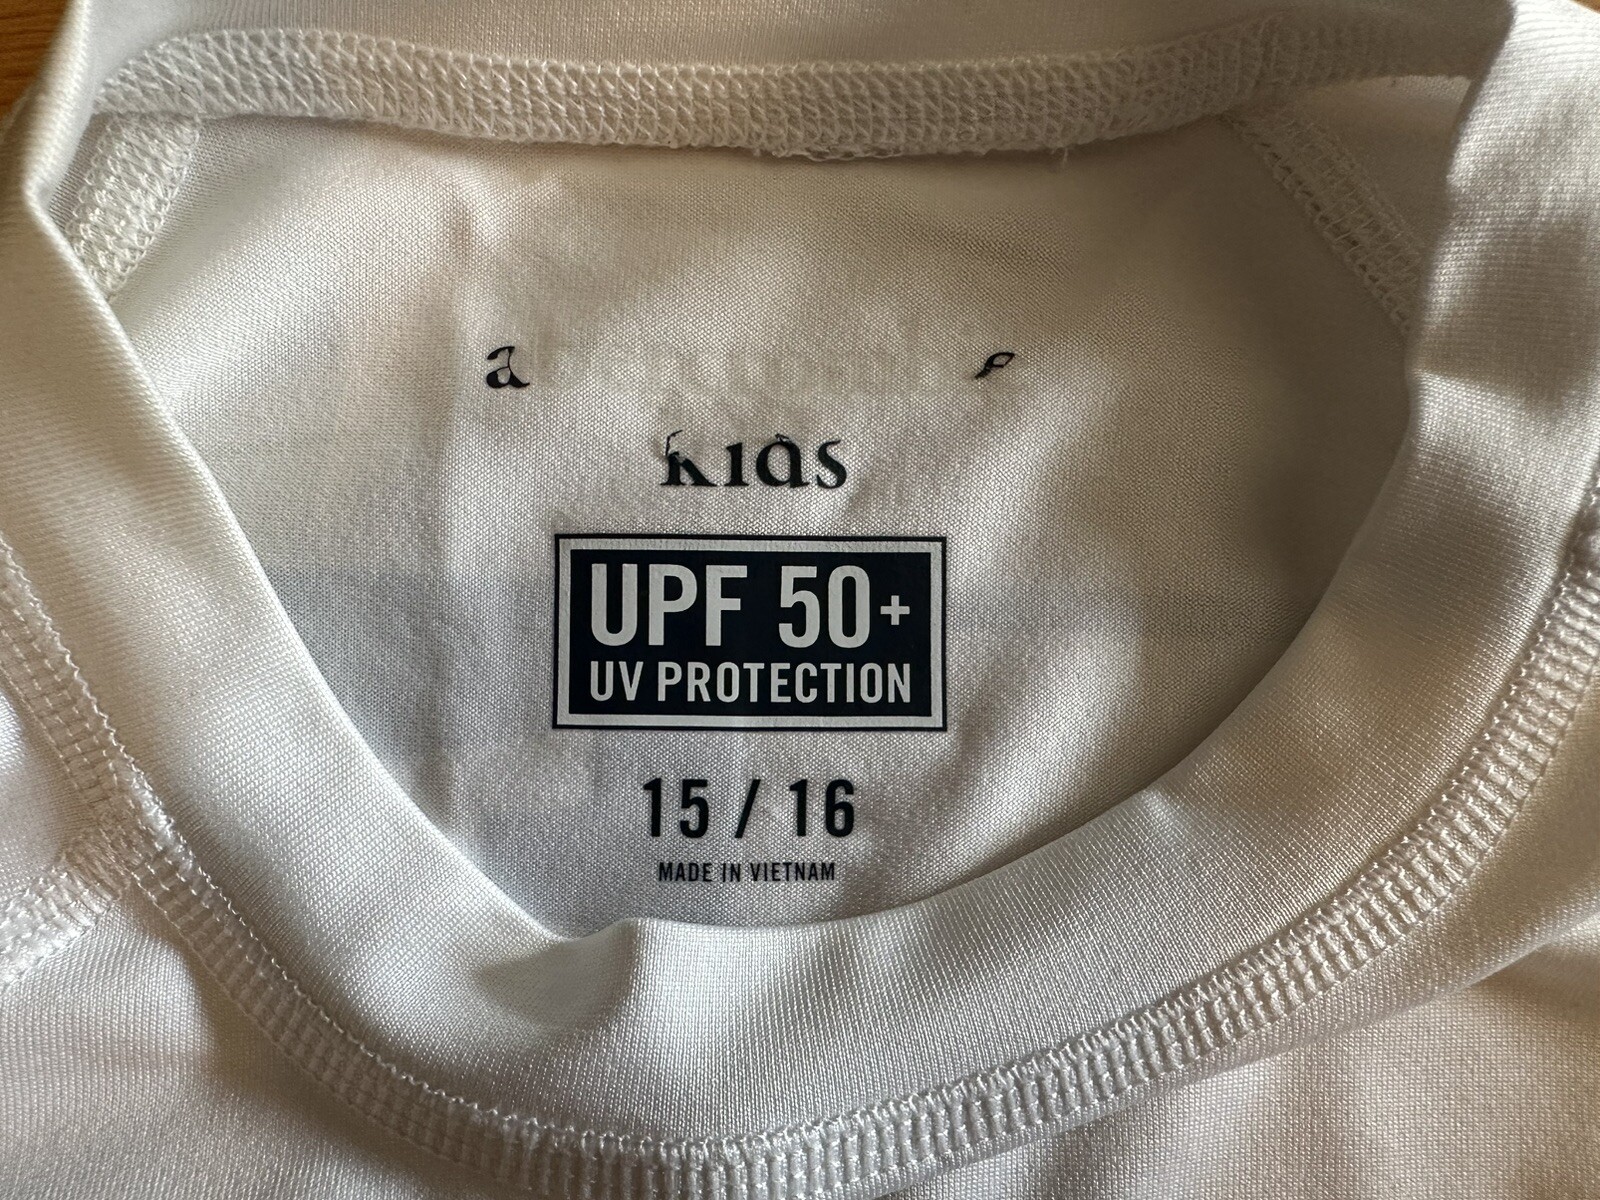 kids
UPF 50+
UV PROTECTION
15 / 16
MADE IN VIETNAM